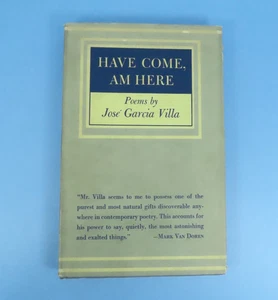 HAVE COME,
AM HERE
Poems by
José Garcia Villa
"Mr. Villa seems to me to possess one of the
purest and most natural gifts discoverable any-
where in contemporary poetry. This accounts for
his power to say, quietly, the most astonishing
and exalted things."
—MARK VAN DOREN